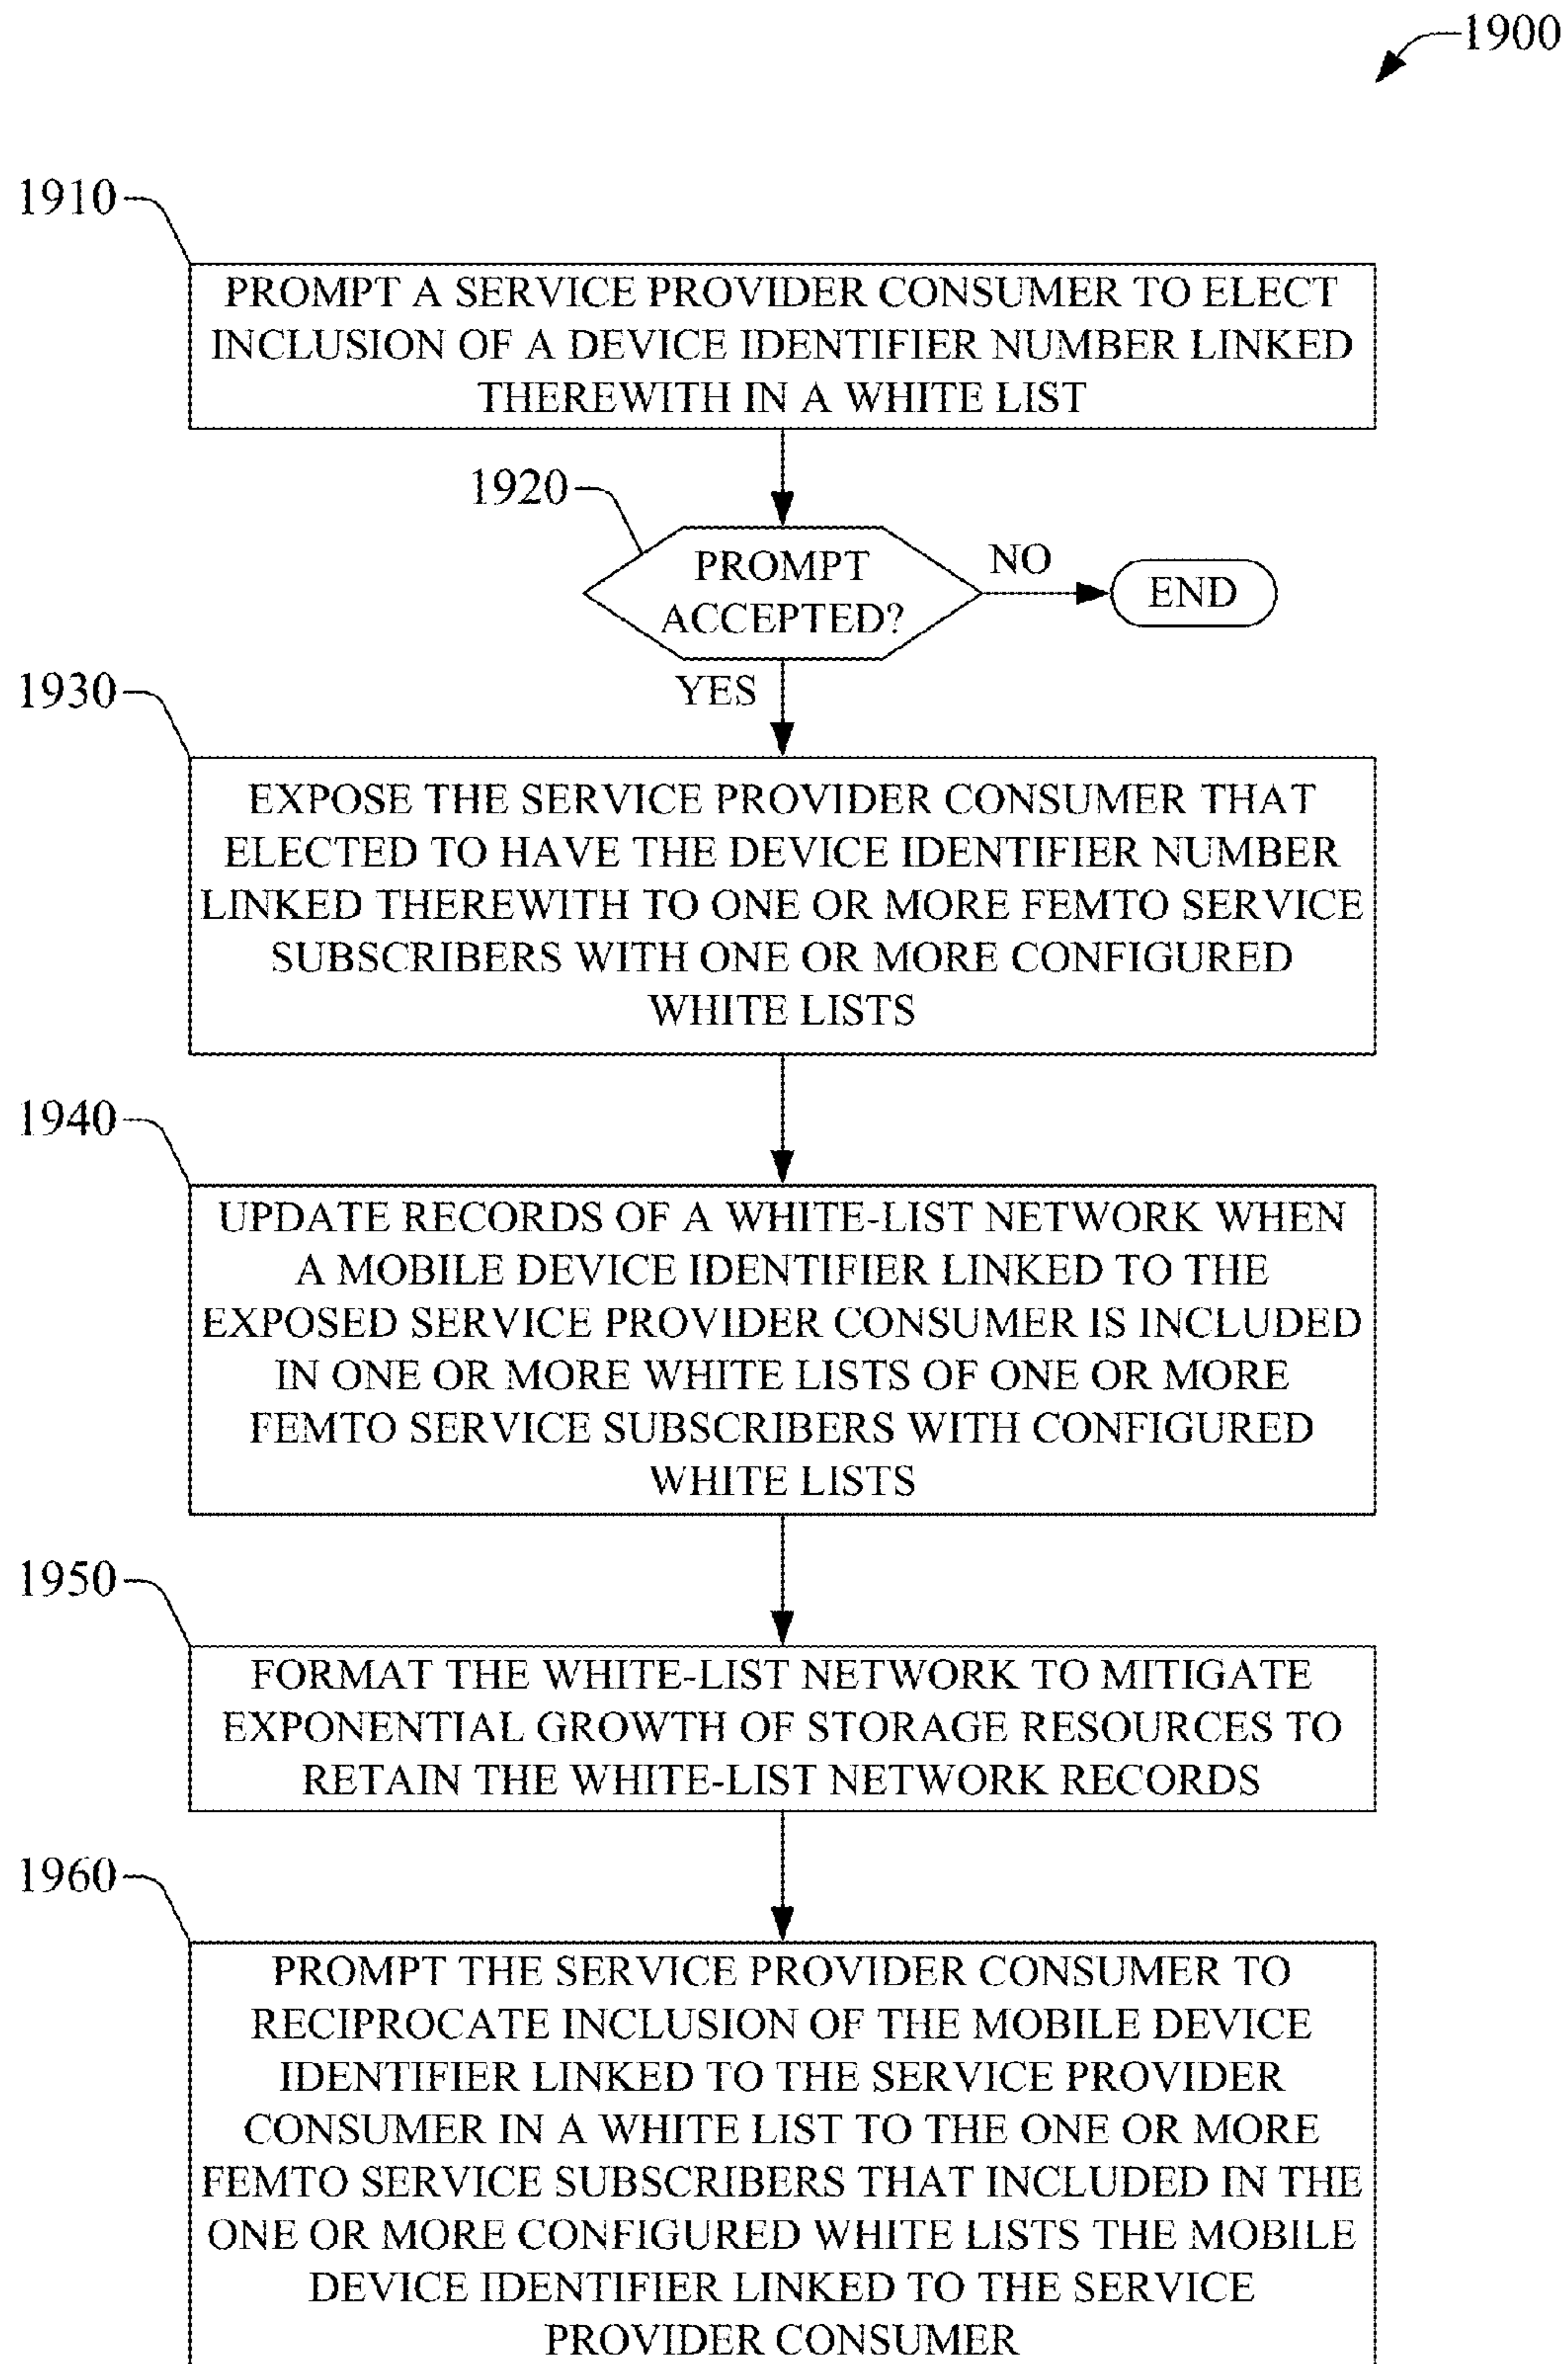 1900
1910
PROMPT A SERVICE PROVIDER CONSUMER TO ELECT
INCLUSION OF A DEVICE IDENTIFIER NUMBER LINKED
THEREWITH IN A WHITE LIST
1920
PROMPT
ACCEPTED?
NO
END
YES
1930
EXPOSE THE SERVICE PROVIDER CONSUMER THAT
ELECTED TO HAVE THE DEVICE IDENTIFIER NUMBER
LINKED THEREWITH TO ONE OR MORE FEMTO SERVICE
SUBSCRIBERS WITH ONE OR MORE CONFIGURED
WHITE LISTS
1940
UPDATE RECORDS OF A WHITE-LIST NETWORK WHEN
A MOBILE DEVICE IDENTIFIER LINKED TO THE
EXPOSED SERVICE PROVIDER CONSUMER IS INCLUDED
IN ONE OR MORE WHITE LISTS OF ONE OR MORE
FEMTO SERVICE SUBSCRIBERS WITH CONFIGURED
WHITE LISTS
1950
FORMAT THE WHITE-LIST NETWORK TO MITIGATE
EXPONENTIAL GROWTH OF STORAGE RESOURCES TO
RETAIN THE WHITE-LIST NETWORK RECORDS
1960
PROMPT THE SERVICE PROVIDER CONSUMER TO
RECIPROCATE INCLUSION OF THE MOBILE DEVICE
IDENTIFIER LINKED TO THE SERVICE PROVIDER
CONSUMER IN A WHITE LIST TO THE ONE OR MORE
FEMTO SERVICE SUBSCRIBERS THAT INCLUDED IN THE
ONE OR MORE CONFIGURED WHITE LISTS THE MOBILE
DEVICE IDENTIFIER LINKED TO THE SERVICE
PROVIDER CONSUMER